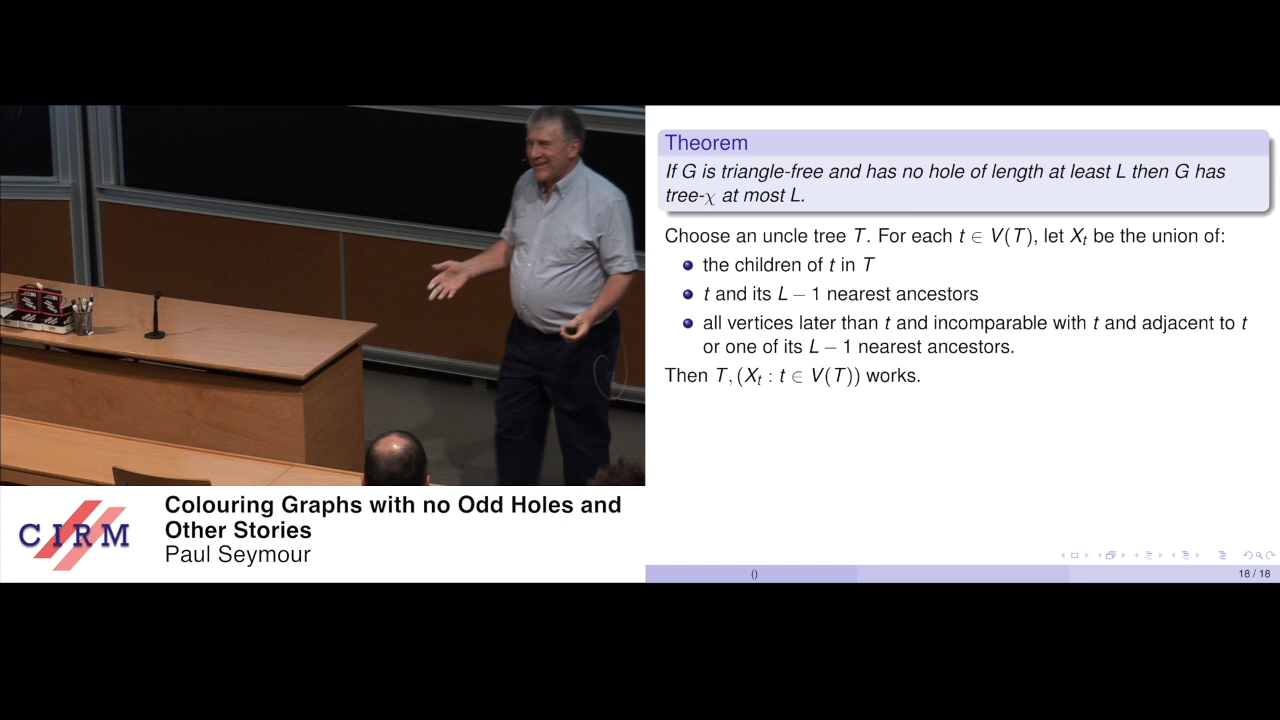 Theorem
If G is triangle-free and has no hole of length at least L then G has
tree-χ at most L.
Choose an uncle tree T. For each t ∈ V(T), let Xₜ be the union of:
the children of t in T
t and its L − 1 nearest ancestors
all vertices later than t and incomparable with t and adjacent to t
or one of its L − 1 nearest ancestors.
Then T, (Xₜ : t ∈ V(T)) works.
()
18 / 18
CIRM
Colouring Graphs with no Odd Holes and
Other Stories
Paul Seymour